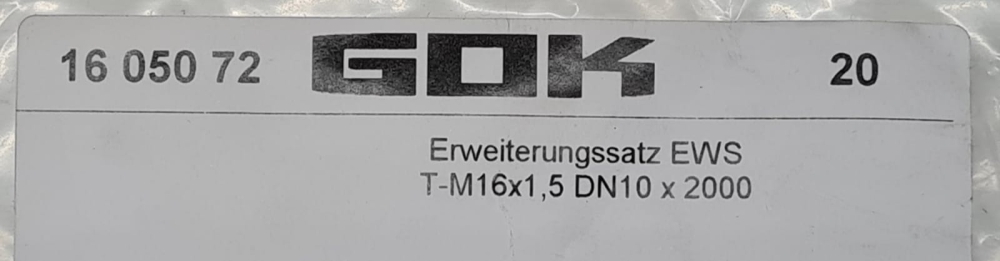 16 050 72 GOK 20
Erweiterungssatz EWS
T-M16x1,5 DN10 x 2000